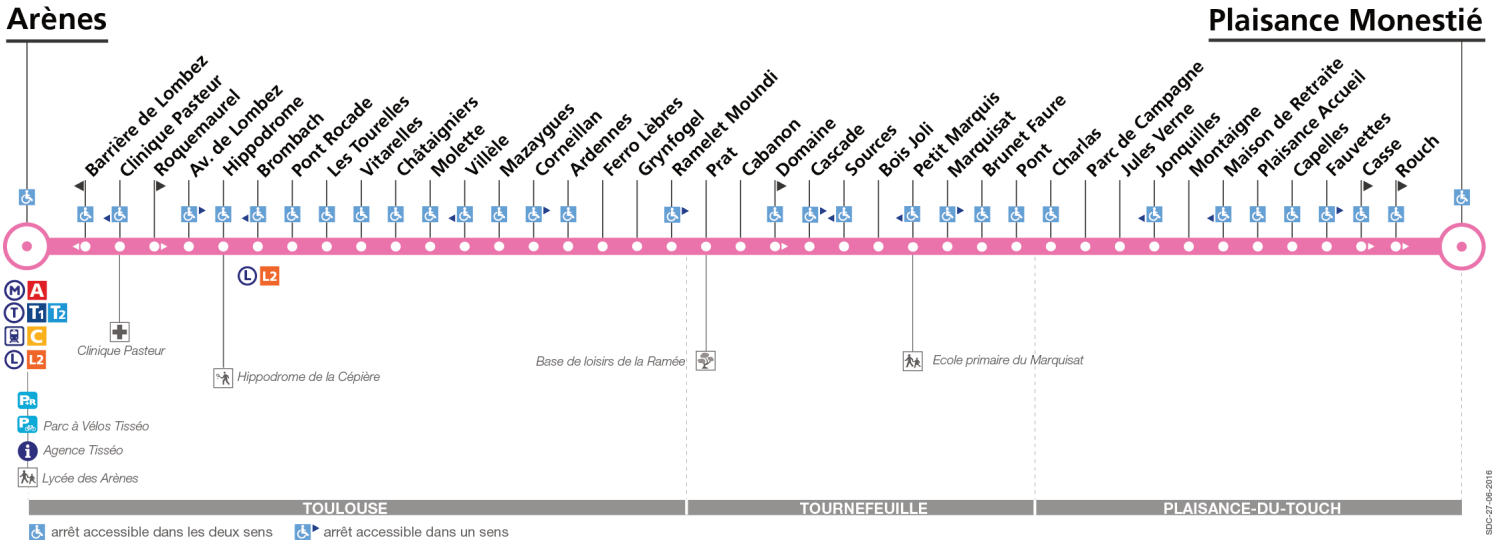 Arènes
Plaisance Monestié
Barrière de Lombez
Clinique Pasteur
Roquemaurel
Av. de Lombez
Hippodrome
Brombach
Pont Rocade
Les Tourelles
Vitarelles
Châtaigniers
Molette
Villèle
Mazaygues
Corneillan
Ardennes
Ferro Lèbres
Grynfogel
Ramelet Moundi
Prat
Cabanon
Domaine
Cascade
Sources
Bois Joli
Petit Marquis
Marquisat
Brunet Faure
Pont
Charlas
Parc de Campagne
Jules Verne
Jonquilles
Montaigne
Maison de Retraite
Plaisance Accueil
Capelles
Fauvettes
Casse
Rouch
L L2
M A
T T1 T2
C
L L2
Clinique Pasteur
Hippodrome de la Cépière
Base de loisirs de la Ramée
Ecole primaire du Marquisat
P+R
P
Parc à Vélos Tisséo
i Agence Tisséo
Lycée des Arènes
TOULOUSE
TOURNEFEUILLE
PLAISANCE-DU-TOUCH
arrêt accessible dans les deux sens
arrêt accessible dans un sens
SDC-27-06-2016